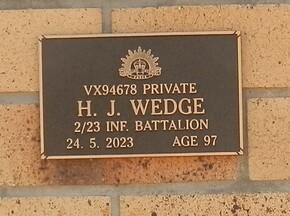 VX94678 PRIVATE
H. J. WEDGE
2/23 INF. BATTALION
24. 5. 2023 AGE 97